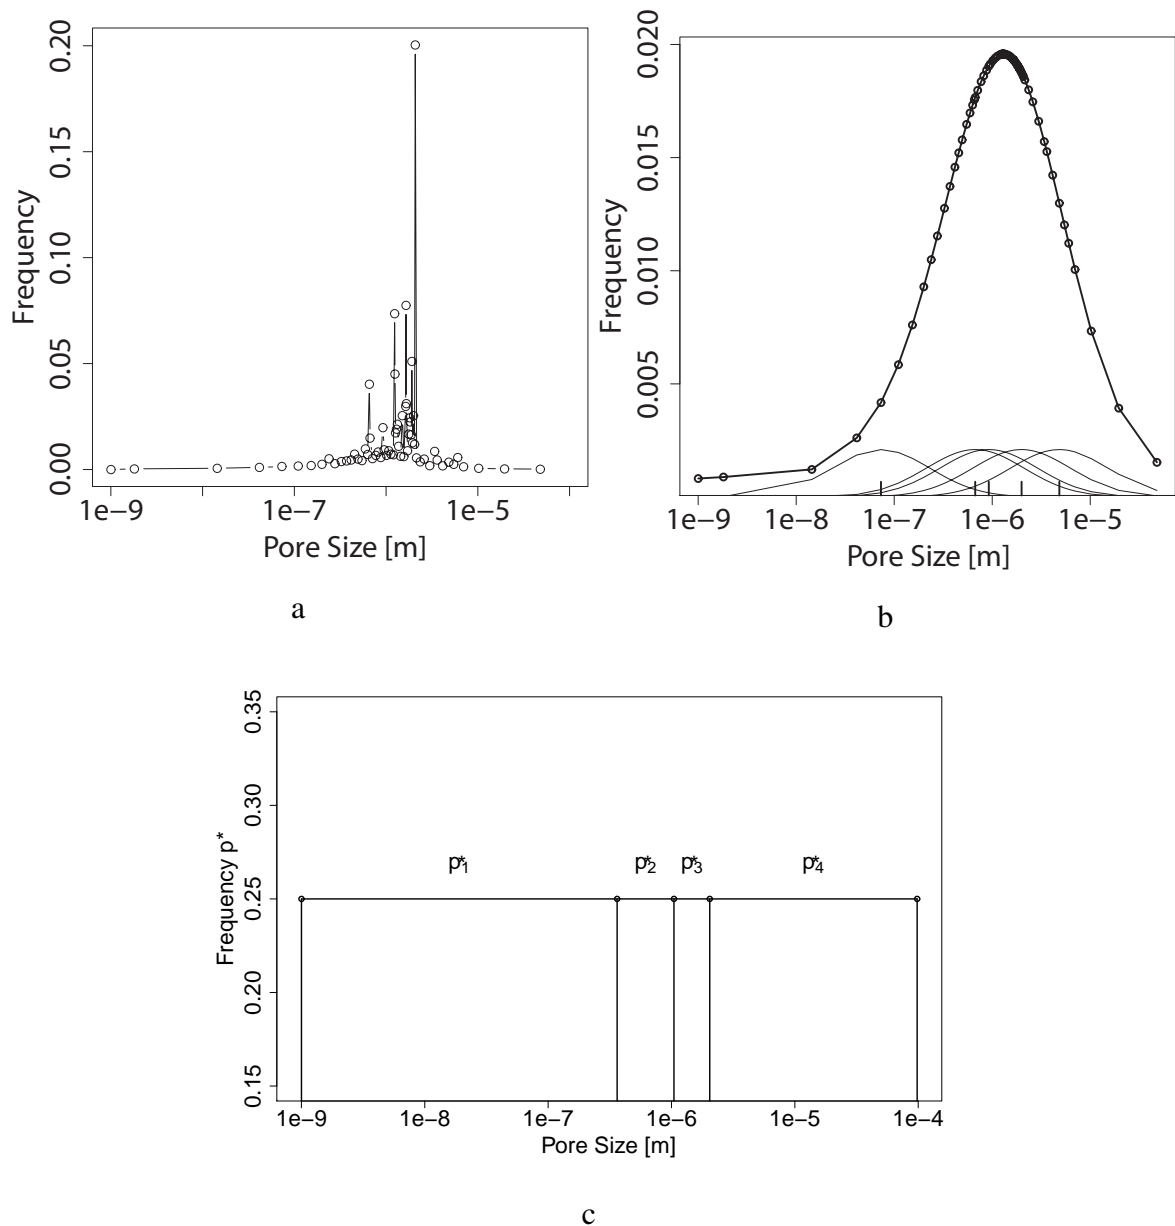 0.20
0.15
0.10
0.05
0.00
Frequency
1e−9 1e−7 1e−5
Pore Size [m]
a
0.020
0.015
0.010
0.005
Frequency
1e−9 1e−8 1e−7 1e−6 1e−5
Pore Size [m]
b
0.35
0.30
0.25
0.20
0.15
Frequency p*
p*1 p*2 p*3 p*4
1e−9 1e−8 1e−7 1e−6 1e−5 1e−4
Pore Size [m]
c